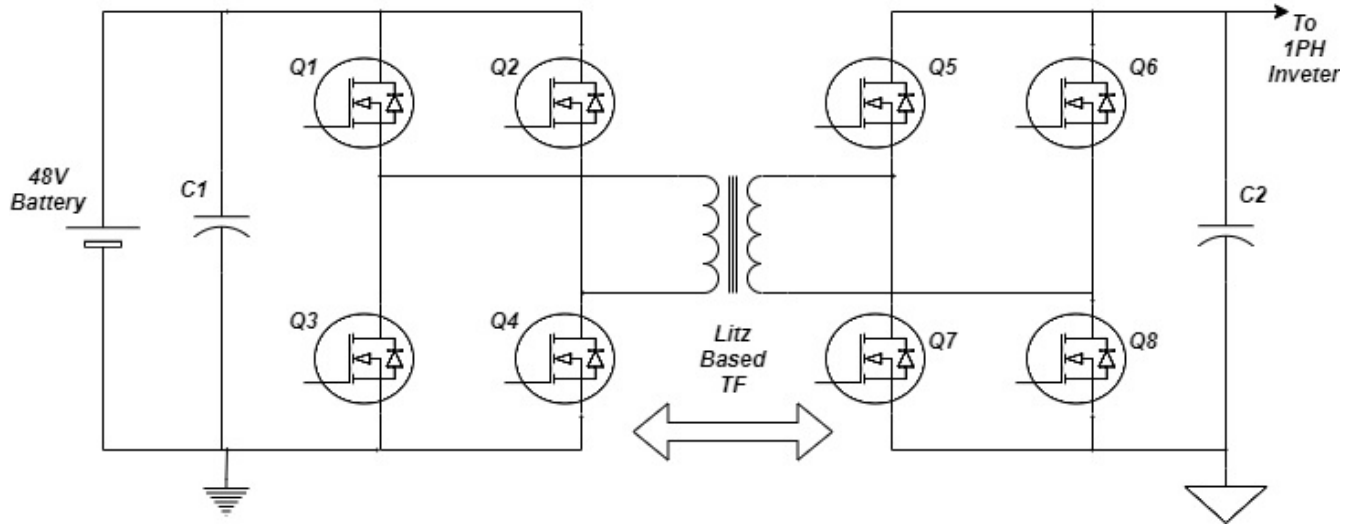 Q1
Q2
Q5
Q6
To
1PH
Inveter
48V
Battery
C1
C2
Q3
Q4
Q7
Q8
Litz
Based
TF